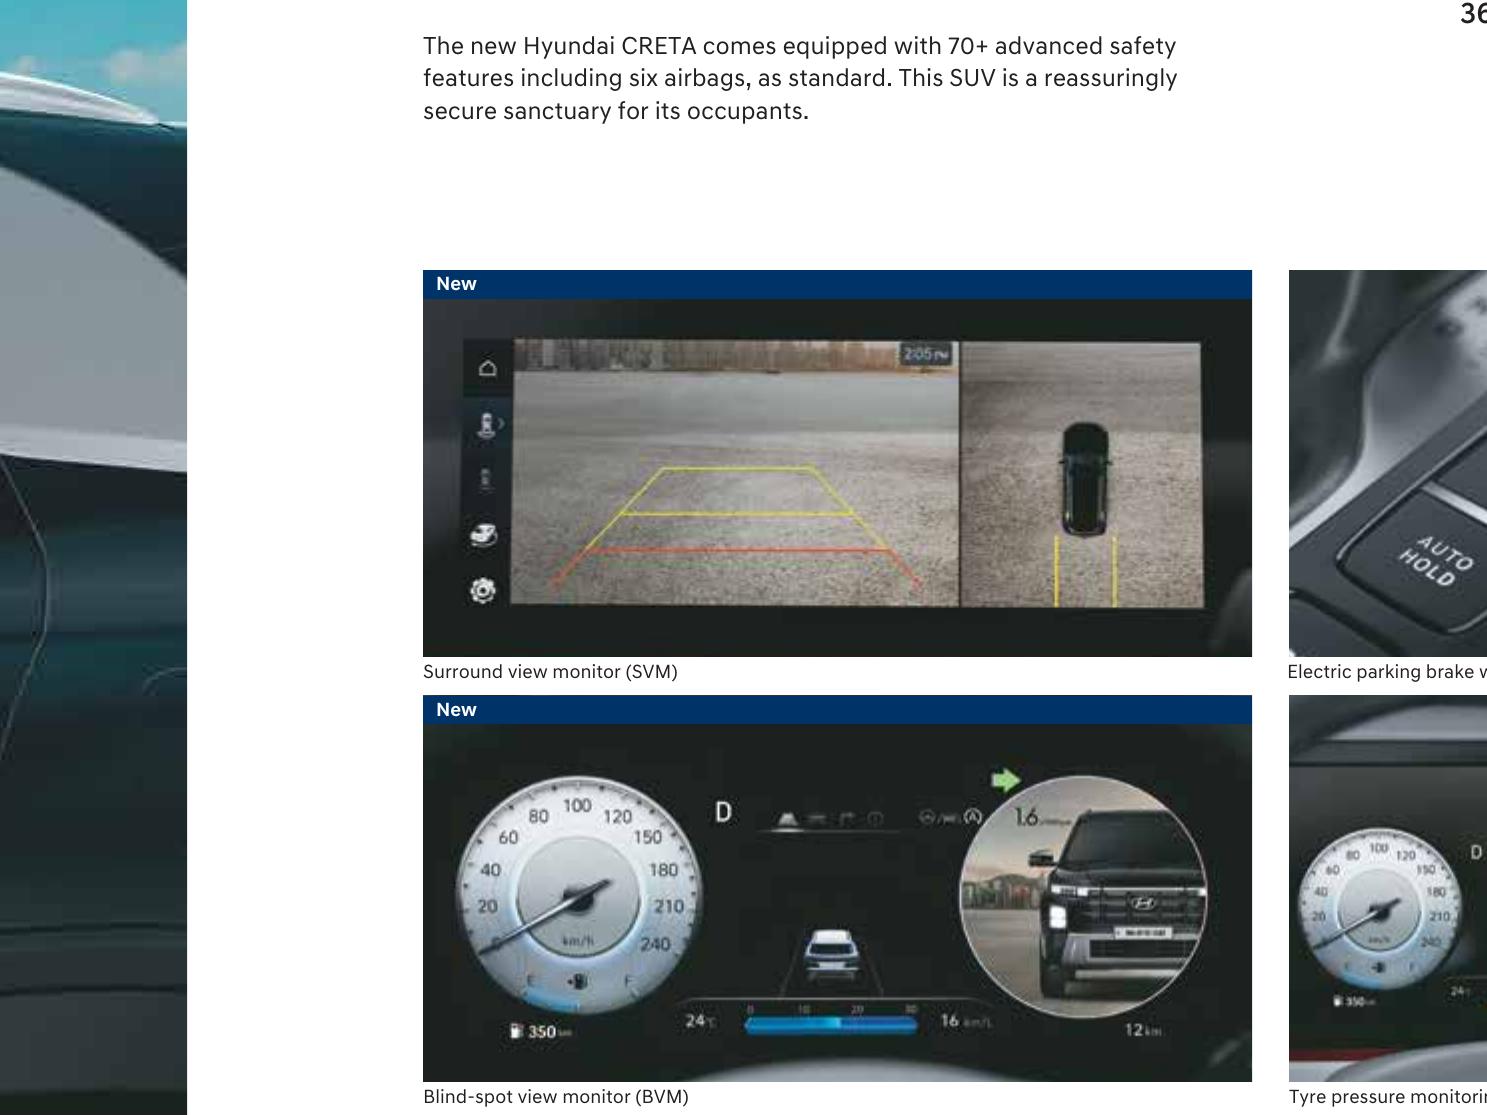 36
The new Hyundai CRETA comes equipped with 70+ advanced safety
features including six airbags, as standard. This SUV is a reassuringly
secure sanctuary for its occupants.
New
2:05 PM
AUTO
HOLD
Surround view monitor (SVM)
Electric parking brake
New
0 20 40 60 80 100 120 150 180 210 240
km/h
E F
350 km
D
24°C
0 10 20 30
16 km/L
1.6
12 km
20 40 60 80 100 120 150 180 210 240
km/h
D
350
24
Blind-spot view monitor (BVM)
Tyre pressure